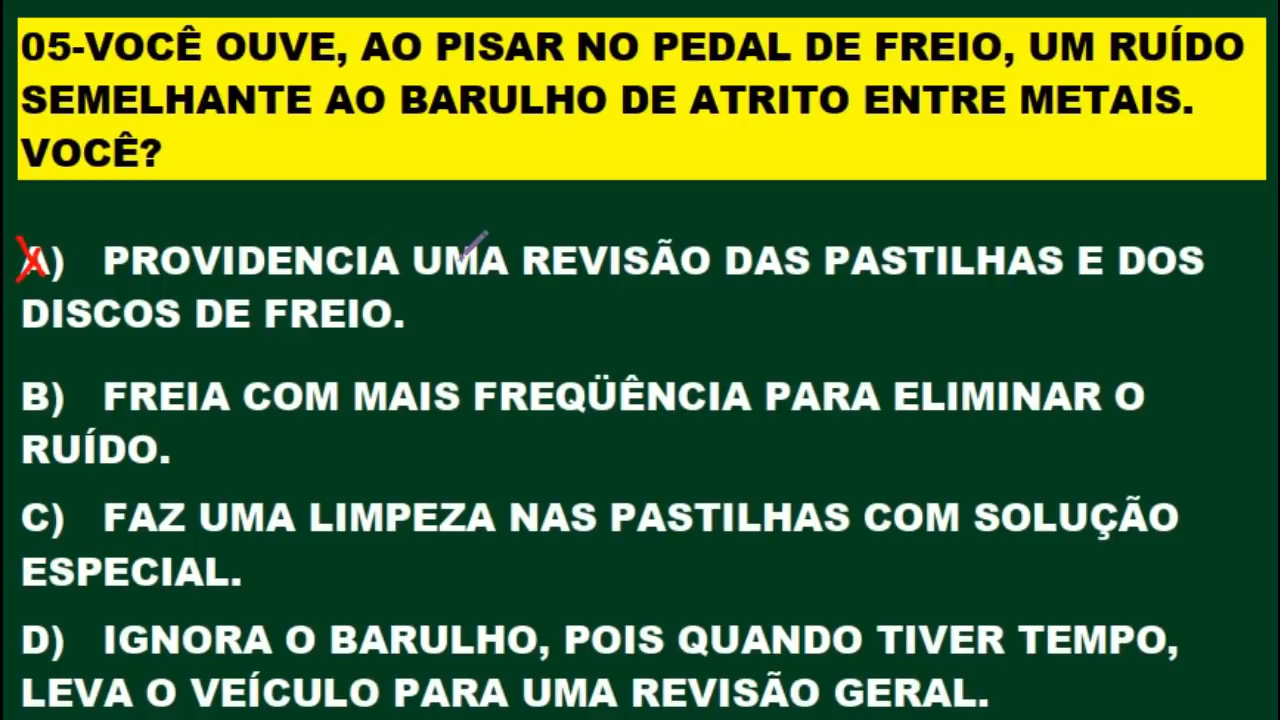 05-VOCÊ OUVE, AO PISAR NO PEDAL DE FREIO, UM RUÍDO
SEMELHANTE AO BARULHO DE ATRITO ENTRE METAIS.
VOCÊ?
A) PROVIDENCIA UMA REVISÃO DAS PASTILHAS E DOS
DISCOS DE FREIO.
B) FREIA COM MAIS FREQÜÊNCIA PARA ELIMINAR O
RUÍDO.
C) FAZ UMA LIMPEZA NAS PASTILHAS COM SOLUÇÃO
ESPECIAL.
D) IGNORA O BARULHO, POIS QUANDO TIVER TEMPO,
LEVA O VEÍCULO PARA UMA REVISÃO GERAL.